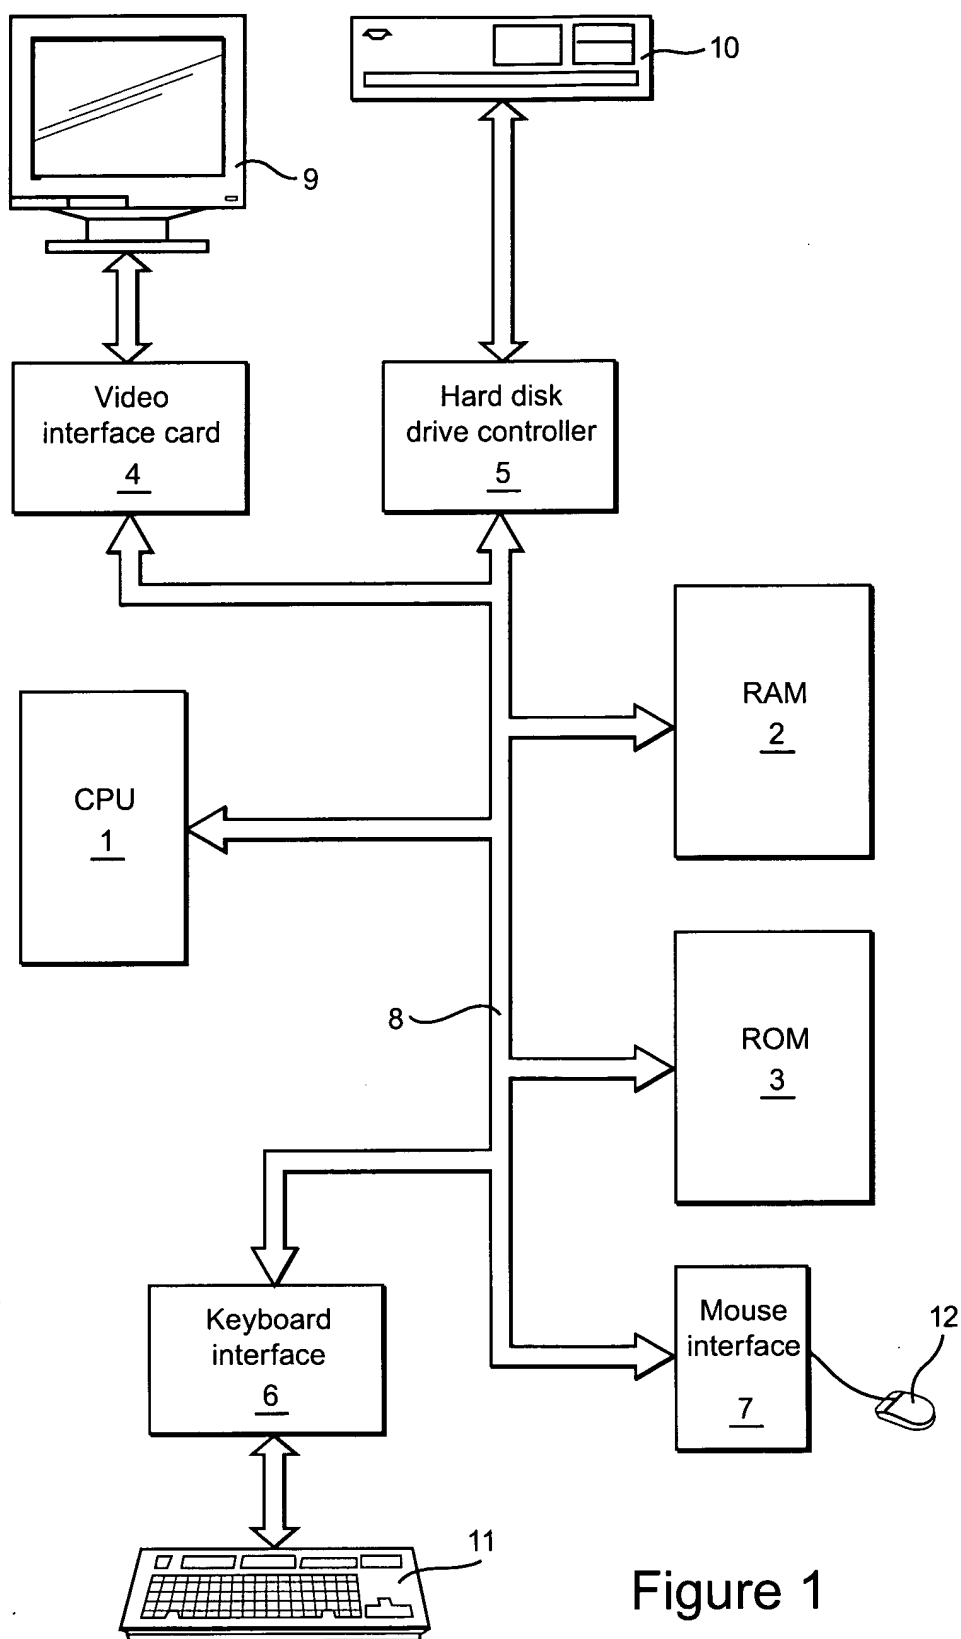 10
9
Video
interface card
4
Hard disk
drive controller
5
RAM
2
CPU
1
8
ROM
3
Keyboard
interface
6
Mouse
interface
7
12
11
Figure 1